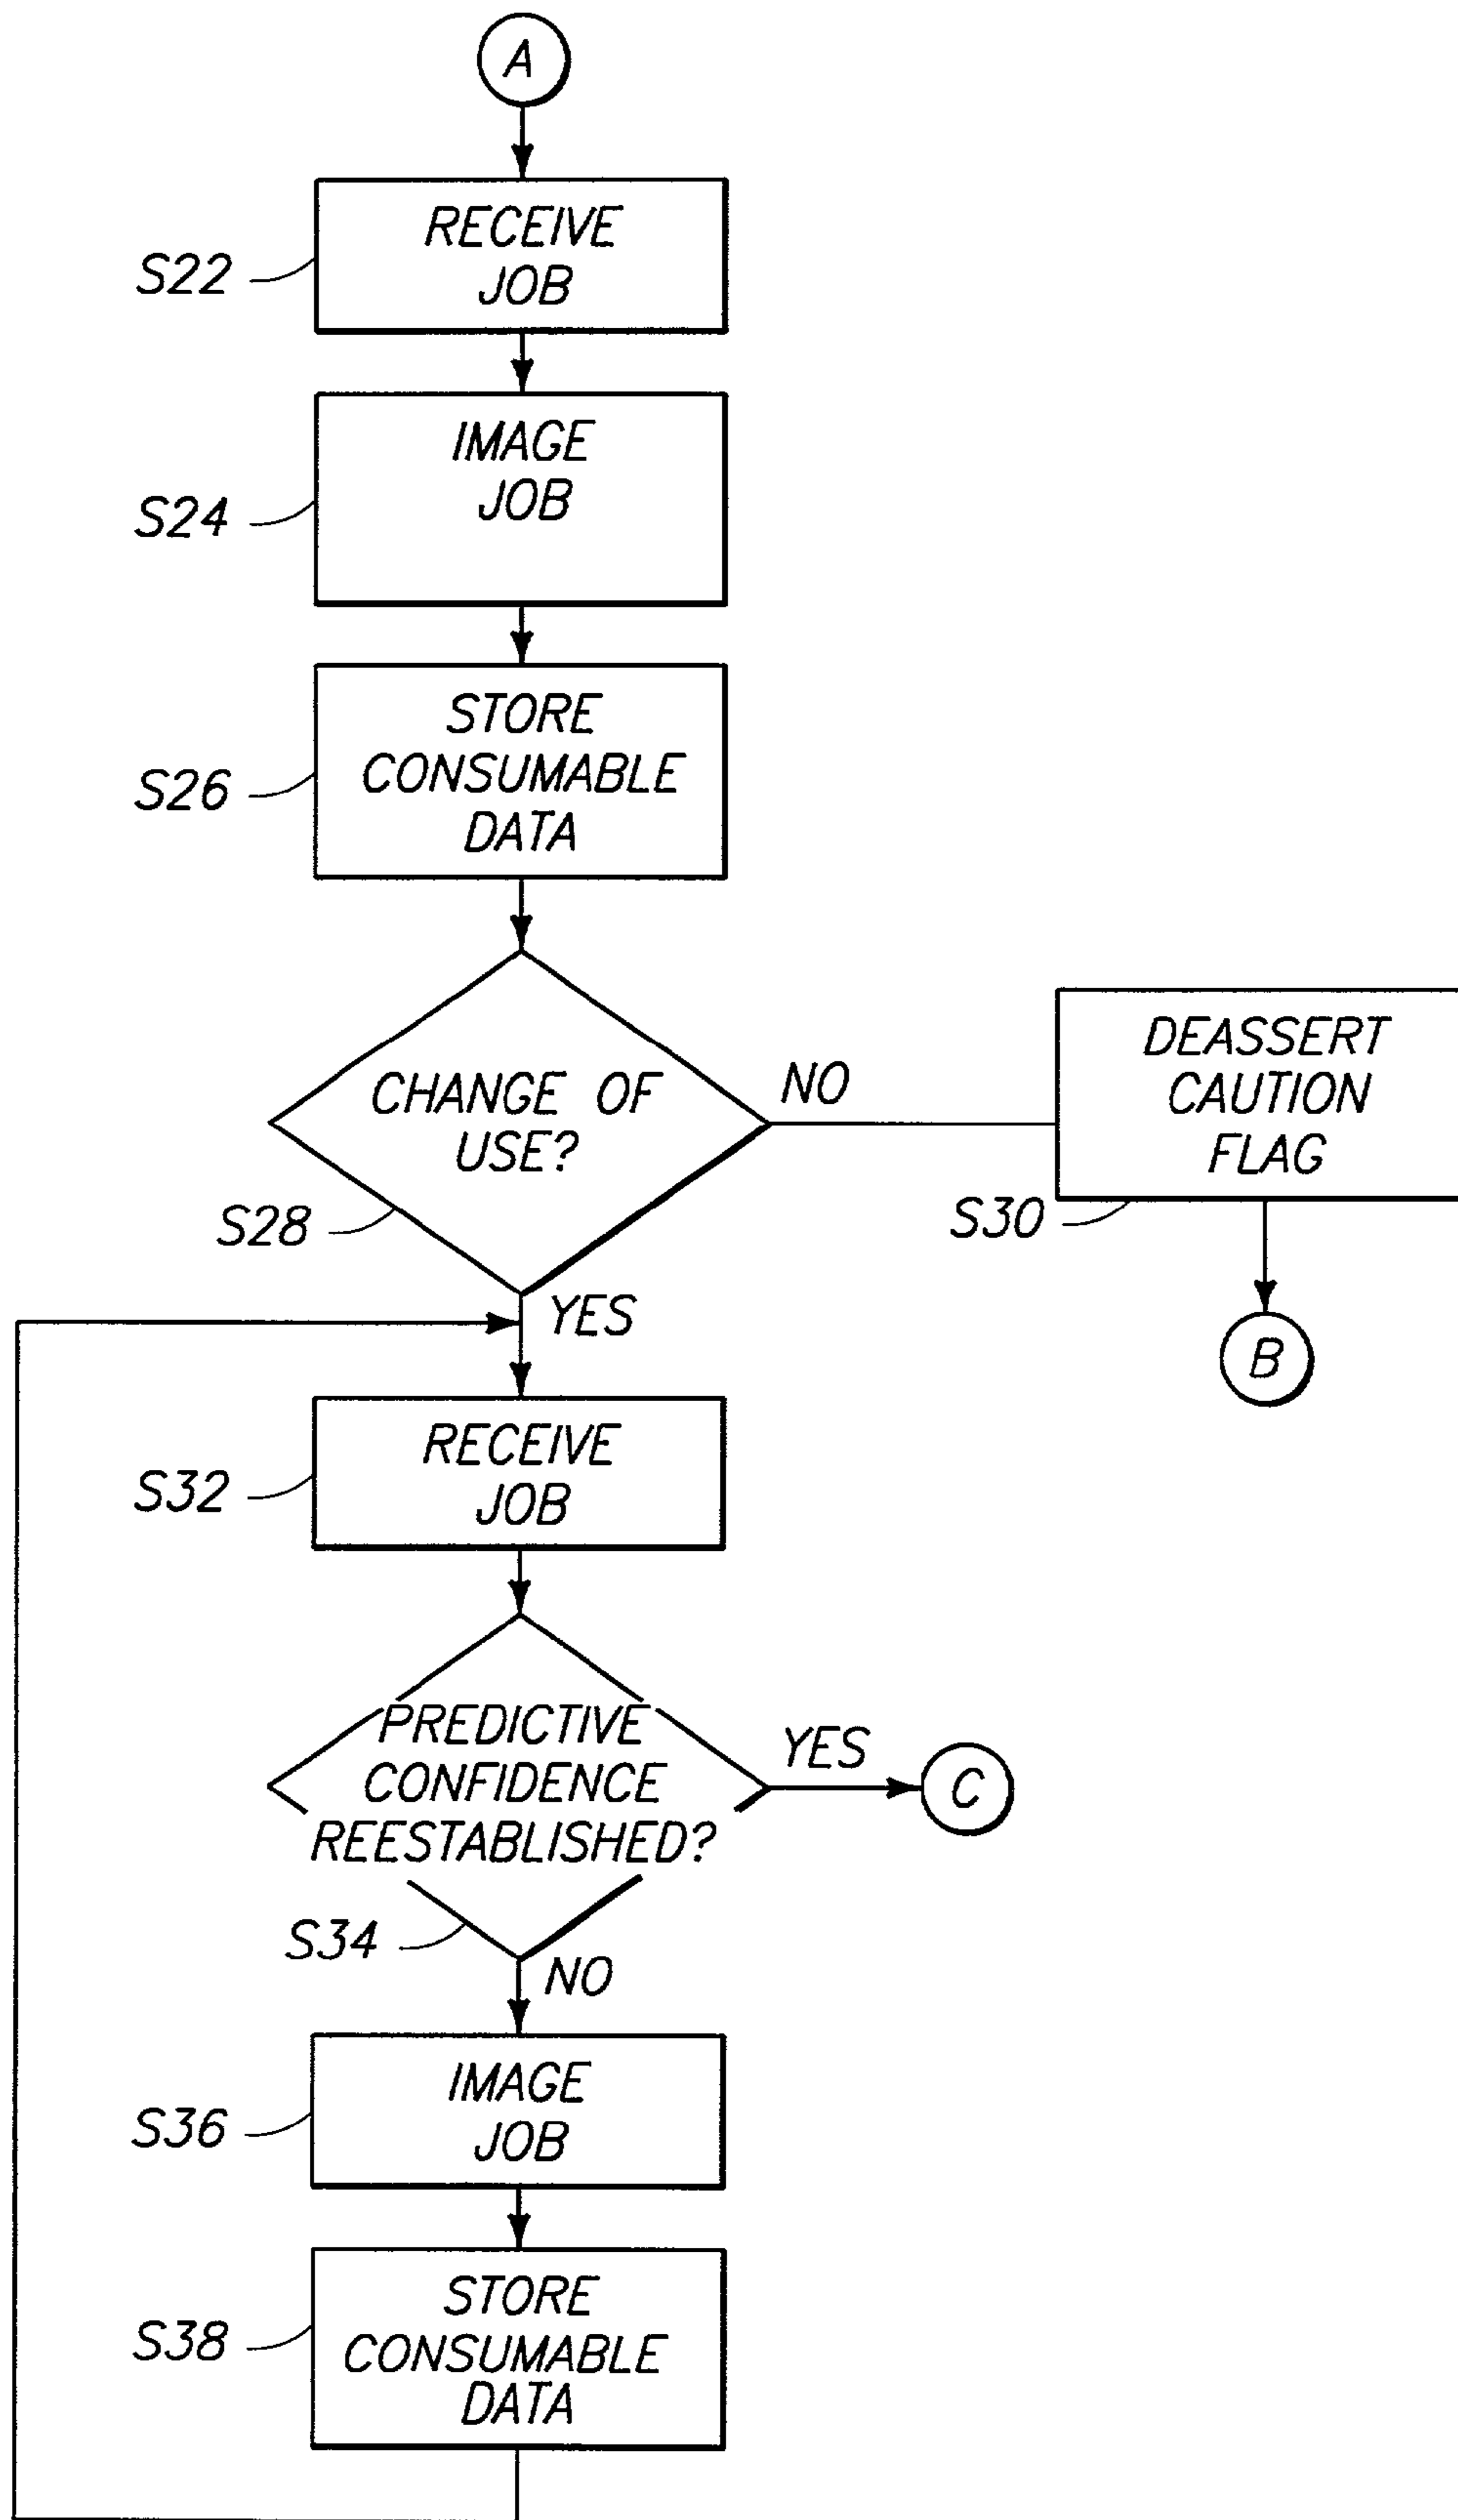 A
RECEIVE
JOB
S22
IMAGE
JOB
S24
STORE
CONSUMABLE
DATA
S26
CHANGE OF
USE?
S28
NO
DEASSERT
CAUTION
FLAG
S30
B
YES
RECEIVE
JOB
S32
PREDICTIVE
CONFIDENCE
REESTABLISHED?
S34
YES
C
NO
IMAGE
JOB
S36
STORE
CONSUMABLE
DATA
S38